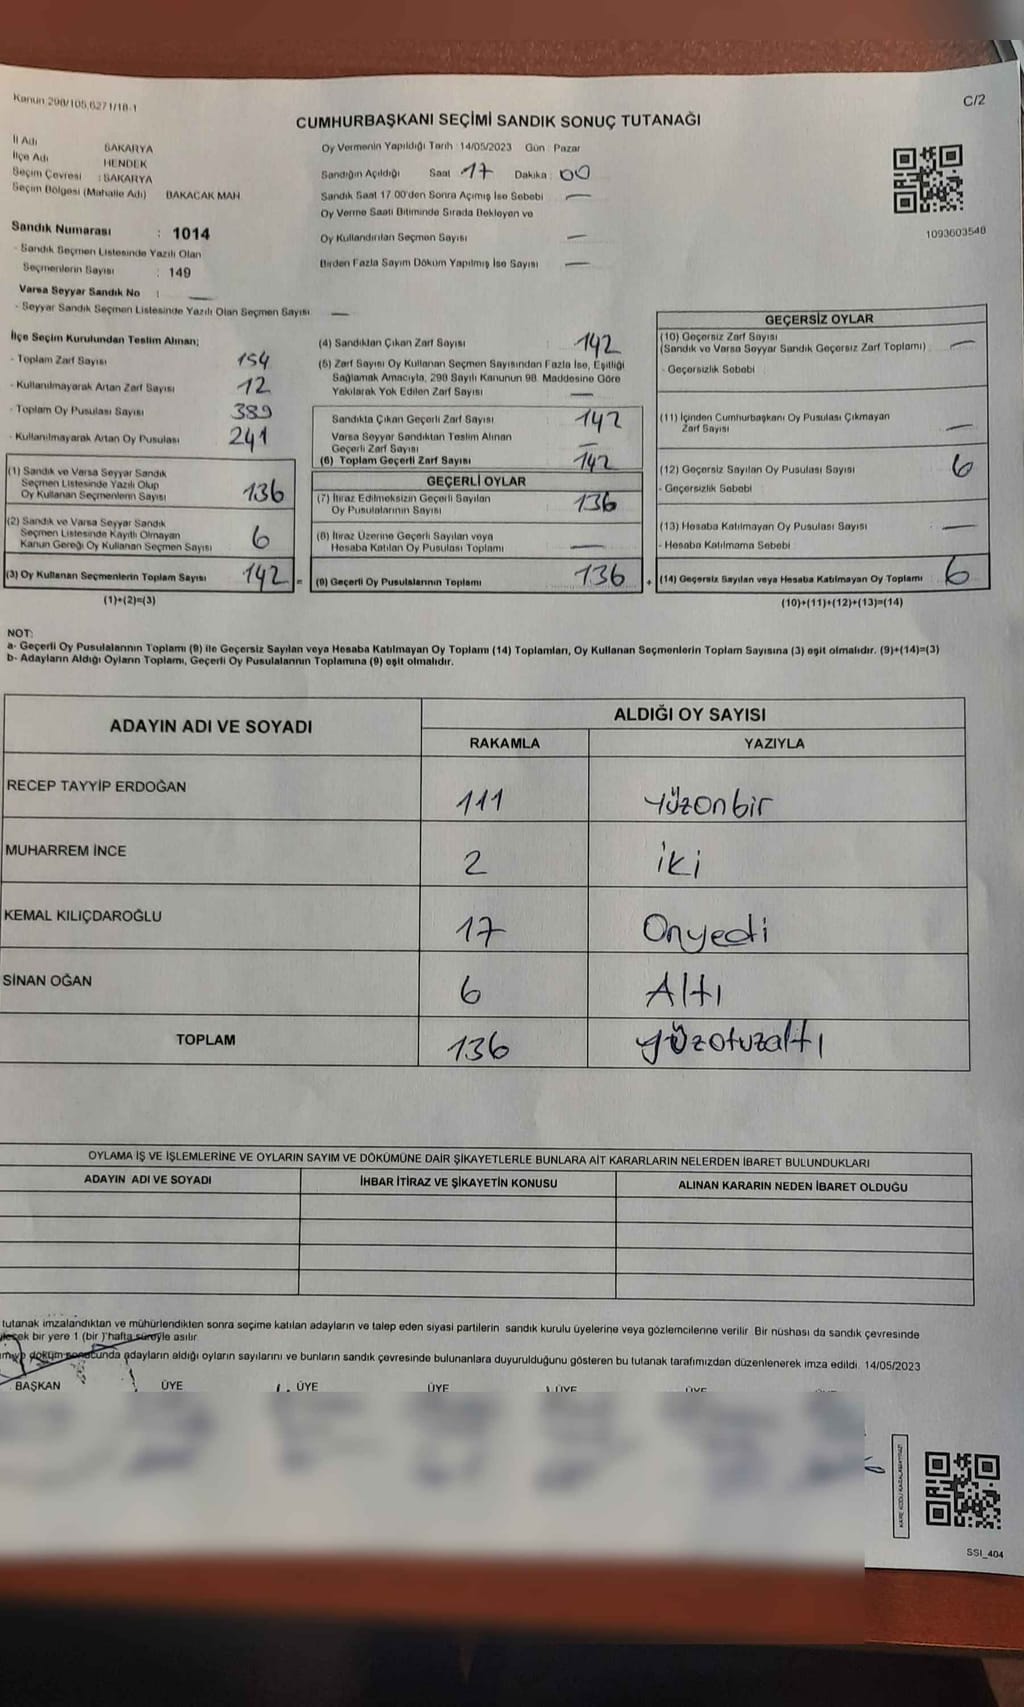 Kanun 298/105,6271/18-1
C/2
CUMHURBAŞKANI SEÇİMİ SANDIK SONUÇ TUTANAĞI
İl Adı SAKARYA
İlçe Adı HENDEK
Seçim Çevresi : SAKARYA
Seçim Bölgesi (Mahalle Adı) BAKACAK MAH
Sandık Numarası : 1014
- Sandık Seçmen Listesinde Yazılı Olan
Seçmenlerin Sayısı : 149
Varsa Seyyar Sandık No : —
- Seyyar Sandık Seçmen Listesinde Yazılı Olan Seçmen Sayısı —
Oy Vermenin Yapıldığı Tarih 14/05/2023 Gün Pazar
Sandığın Açıldığı Saat 17 Dakika 00
Sandık Saat 17.00'den Sonra Açımış İse Sebebi —
Oy Verme Saati Bitiminde Sırada Bekleyen ve
Oy Kullandırılan Seçmen Sayısı —
Birden Fazla Sayım Döküm Yapılmış İse Sayısı —
1093603548
İlçe Seçim Kurulundan Teslim Alınan;
- Toplam Zarf Sayısı 154
- Kullanılmayarak Artan Zarf Sayısı 12
- Toplam Oy Pusulası Sayısı 389
- Kullanılmayarak Artan Oy Pusulası 241
(1) Sandık ve Varsa Seyyar Sandık
Seçmen Listesinde Yazılı Olup
Oy Kullanan Seçmenlerin Sayısı 136
(2) Sandık ve Varsa Seyyar Sandık
Seçmen Listesinde Kayıtlı Olmayan
Kanun Gereği Oy Kullanan Seçmen Sayısı 6
(3) Oy Kullanan Seçmenlerin Toplam Sayısı 142 =
(1)+(2)=(3)
(4) Sandıktan Çıkan Zarf Sayısı 142
(5) Zarf Sayısı Oy Kullanan Seçmen Sayısından Fazla İse, Eşitliği
Sağlamak Amacıyla, 298 Sayılı Kanunun 98. Maddesine Göre
Yakılarak Yok Edilen Zarf Sayısı —
Sandıkta Çıkan Geçerli Zarf Sayısı 142
Varsa Seyyar Sandıktan Teslim Alınan
Geçerli Zarf Sayısı —
(6) Toplam Geçerli Zarf Sayısı 142
GEÇERLİ OYLAR
(7) İtiraz Edilmeksizin Geçerli Sayılan
Oy Pusulalarının Sayısı 136
(8) İtiraz Üzerine Geçerli Sayılan veya
Hesaba Katılan Oy Pusulası Toplamı —
(9) Geçerli Oy Pusulalarının Toplamı 136 +
GEÇERSİZ OYLAR
(10) Geçersiz Zarf Sayısı
(Sandık ve Varsa Seyyar Sandık Geçersiz Zarf Toplamı) —
- Geçersizlik Sebebi
(11) İçinden Cumhurbaşkanı Oy Pusulası Çıkmayan
Zarf Sayısı —
(12) Geçersiz Sayılan Oy Pusulası Sayısı 6
- Geçersizlik Sebebi
(13) Hesaba Katılmayan Oy Pusulası Sayısı —
- Hesaba Katılmama Sebebi
(14) Geçersiz Sayılan veya Hesaba Katılmayan Oy Toplamı 6
(10)+(11)+(12)+(13)=(14)
NOT:
a- Geçerli Oy Pusulalarının Toplamı (9) ile Geçersiz Sayılan veya Hesaba Katılmayan Oy Toplamı (14) Toplamları, Oy Kullanan Seçmenlerin Toplam Sayısına (3) eşit olmalıdır. (9)+(14)=(3)
b- Adayların Aldığı Oyların Toplamı, Geçerli Oy Pusulalarının Toplamına (9) eşit olmalıdır.
ADAYIN ADI VE SOYADI
ALDIĞI OY SAYISI
RAKAMLA YAZIYLA
RECEP TAYYİP ERDOĞAN 111 Yüzonbir
MUHARREM İNCE 2 iki
KEMAL KILIÇDAROĞLU 17 Onyedi
SİNAN OĞAN 6 Altı
TOPLAM 136 yüzotuzaltı
OYLAMA İŞ VE İŞLEMLERİNE VE OYLARIN SAYIM VE DÖKÜMÜNE DAİR ŞİKAYETLERLE BUNLARA AİT KARARLARIN NELERDEN İBARET BULUNDUKLARI
ADAYIN ADI VE SOYADI İHBAR İTİRAZ VE ŞİKAYETİN KONUSU ALINAN KARARIN NEDEN İBARET OLDUĞU
tutanak imzalandıktan ve mühürlendikten sonra seçime katılan adayların ve talep eden siyasi partilerin sandık kurulu üyelerine veya gözlemcilerine verilir Bir nüshası da sandık çevresinde
bir yere 1 (bir) hafta süreyle asılır
döküm sonucunda adayların aldığı oyların sayılarını ve bunların sandık çevresinde bulunanlara duyurulduğunu gösteren bu tutanak tarafımızdan düzenlenerek imza edildi. 14/05/2023
BAŞKAN ÜYE ÜYE ÜYE ÜYE ÜYE
SSI_404